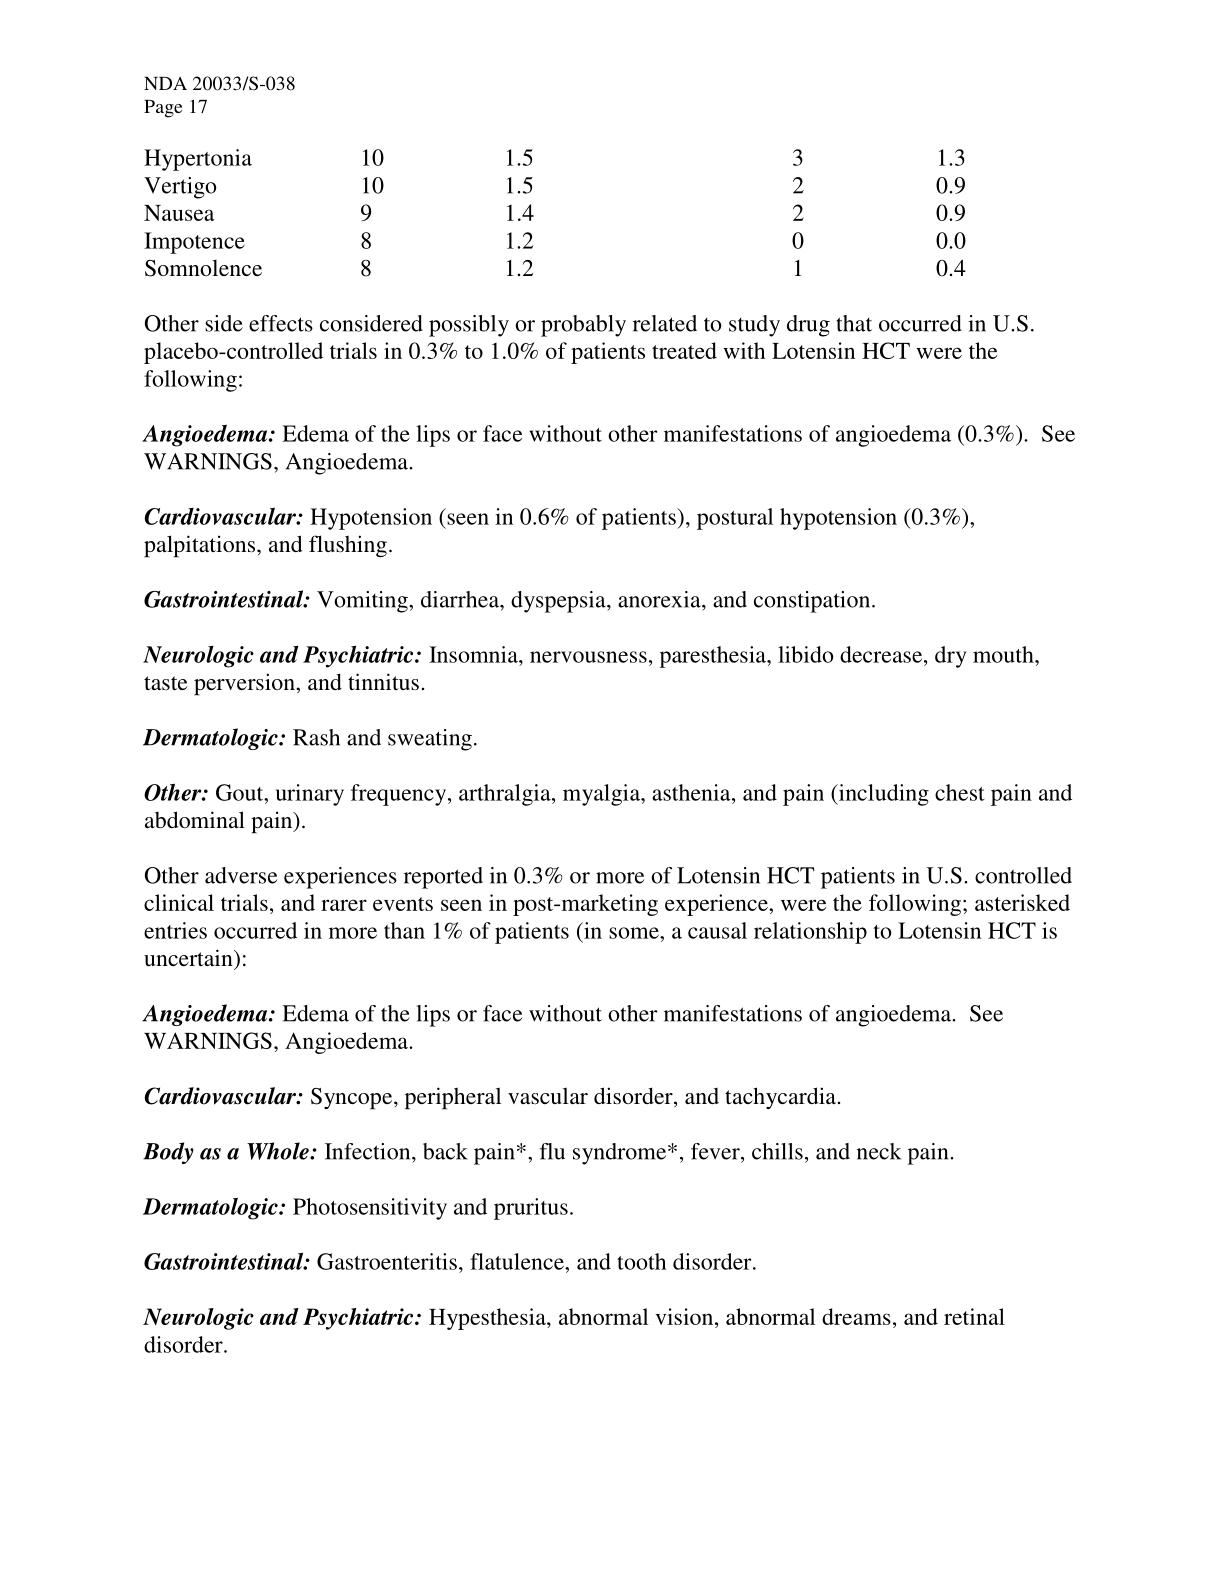 NDA 20033/S-038
Page 17
Hypertonia 10 1.5 3 1.3
Vertigo 10 1.5 2 0.9
Nausea 9 1.4 2 0.9
Impotence 8 1.2 0 0.0
Somnolence 8 1.2 1 0.4
Other side effects considered possibly or probably related to study drug that occurred in U.S.
placebo-controlled trials in 0.3% to 1.0% of patients treated with Lotensin HCT were the
following:
Angioedema: Edema of the lips or face without other manifestations of angioedema (0.3%). See
WARNINGS, Angioedema.
Cardiovascular: Hypotension (seen in 0.6% of patients), postural hypotension (0.3%),
palpitations, and flushing.
Gastrointestinal: Vomiting, diarrhea, dyspepsia, anorexia, and constipation.
Neurologic and Psychiatric: Insomnia, nervousness, paresthesia, libido decrease, dry mouth,
taste perversion, and tinnitus.
Dermatologic: Rash and sweating.
Other: Gout, urinary frequency, arthralgia, myalgia, asthenia, and pain (including chest pain and
abdominal pain).
Other adverse experiences reported in 0.3% or more of Lotensin HCT patients in U.S. controlled
clinical trials, and rarer events seen in post-marketing experience, were the following; asterisked
entries occurred in more than 1% of patients (in some, a causal relationship to Lotensin HCT is
uncertain):
Angioedema: Edema of the lips or face without other manifestations of angioedema. See
WARNINGS, Angioedema.
Cardiovascular: Syncope, peripheral vascular disorder, and tachycardia.
Body as a Whole: Infection, back pain*, flu syndrome*, fever, chills, and neck pain.
Dermatologic: Photosensitivity and pruritus.
Gastrointestinal: Gastroenteritis, flatulence, and tooth disorder.
Neurologic and Psychiatric: Hypesthesia, abnormal vision, abnormal dreams, and retinal
disorder.